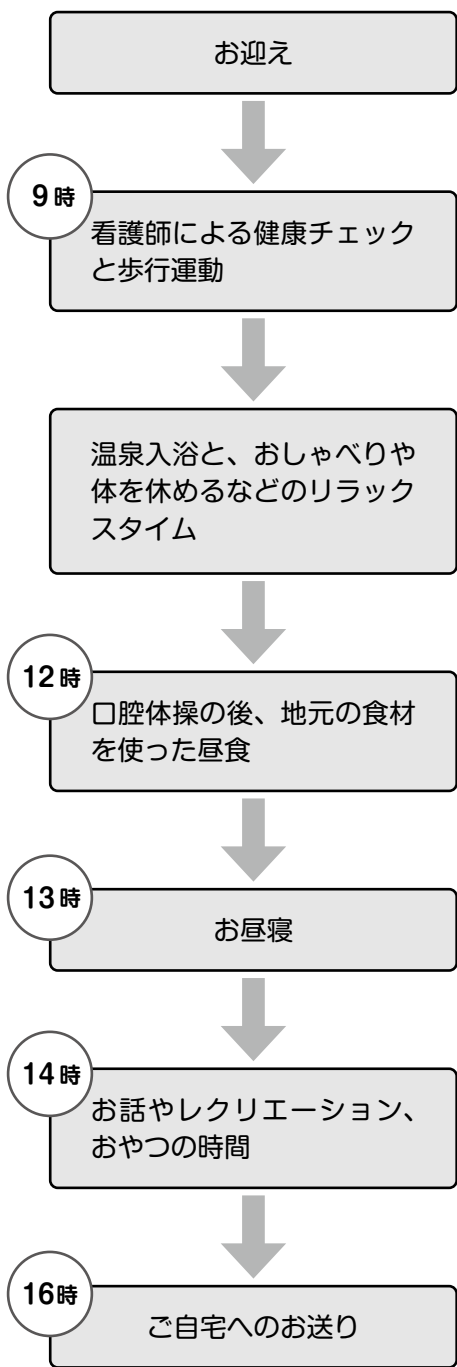 お迎え
9時
看護師による健康チェック
と歩行運動
温泉入浴と、おしゃべりや
体を休めるなどのリラック
スタイム
12時
口腔体操の後、地元の食材
を使った昼食
13時
お昼寝
14時
お話やレクリエーション、
おやつの時間
16時
ご自宅へのお送り